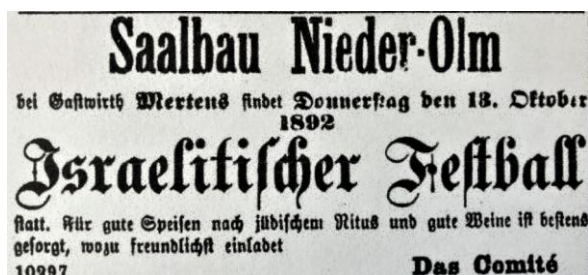 Saalbau Nieder-Olm
bei Gastwirth Mertens findet Donnerstag den 13. Oktober
1892
Israelitischer Festball
statt. Für gute Speisen nach jüdischem Ritus und gute Weine ist bestens
gesorgt, wozu freundlichst einladet
10297 Das Comité